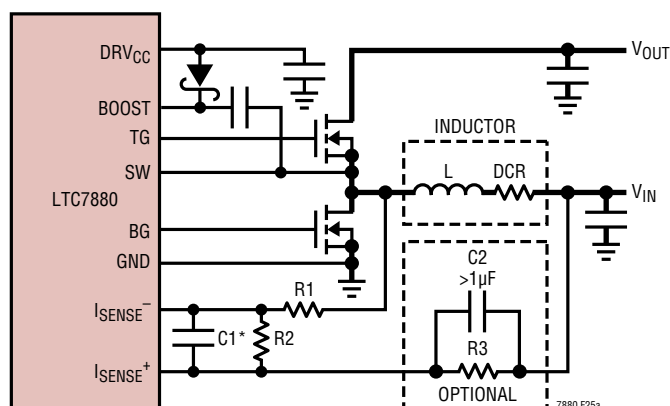 DRVCC
VOUT
BOOST
TG
INDUCTOR
L
DCR
SW
VIN
LTC7880
BG
GND
C2
>1µF
ISENSE–
R1
C1*
R2
R3
ISENSE+
OPTIONAL
7880 F25a